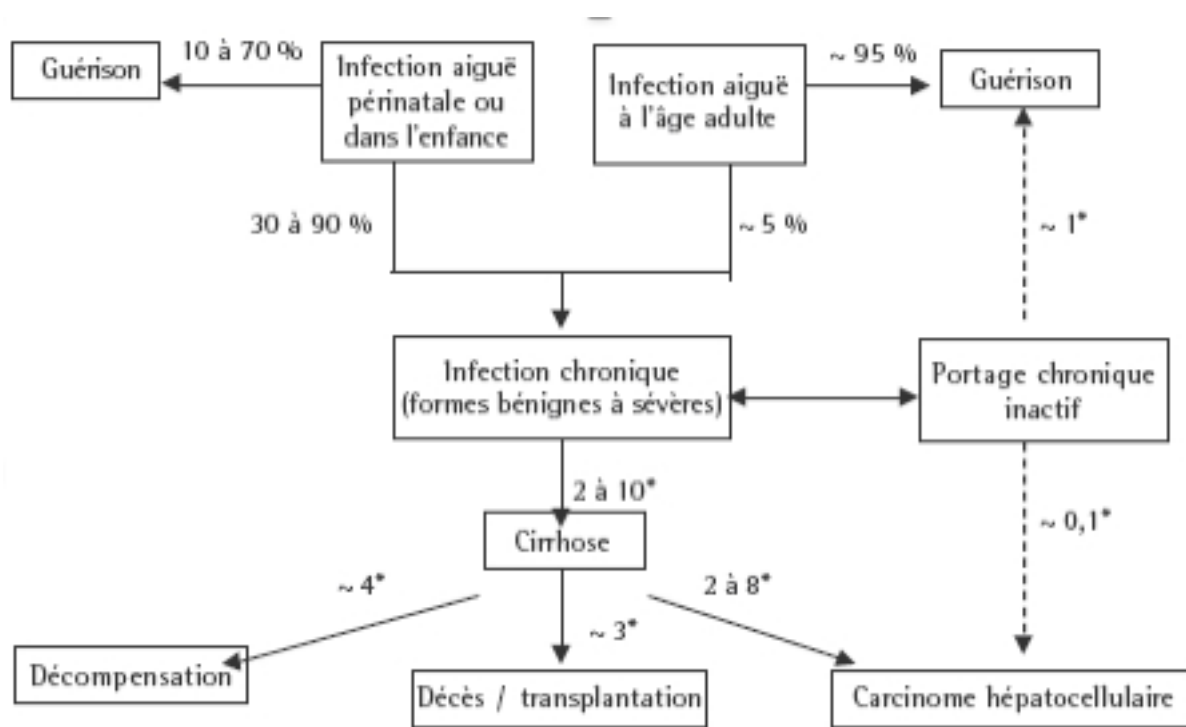 Guérison
10 à 70 %
Infection aiguë
périnatale ou
dans l'enfance
Infection aiguë
à l'âge adulte
~ 95 %
Guérison
30 à 90 %
~ 5 %
~ 1*
Infection chronique
(formes bénignes à sévères)
Portage chronique
inactif
2 à 10*
Cirrhose
~ 0,1*
~ 4*
~ 3*
2 à 8*
Décompensation
Décès / transplantation
Carcinome hépatocellulaire